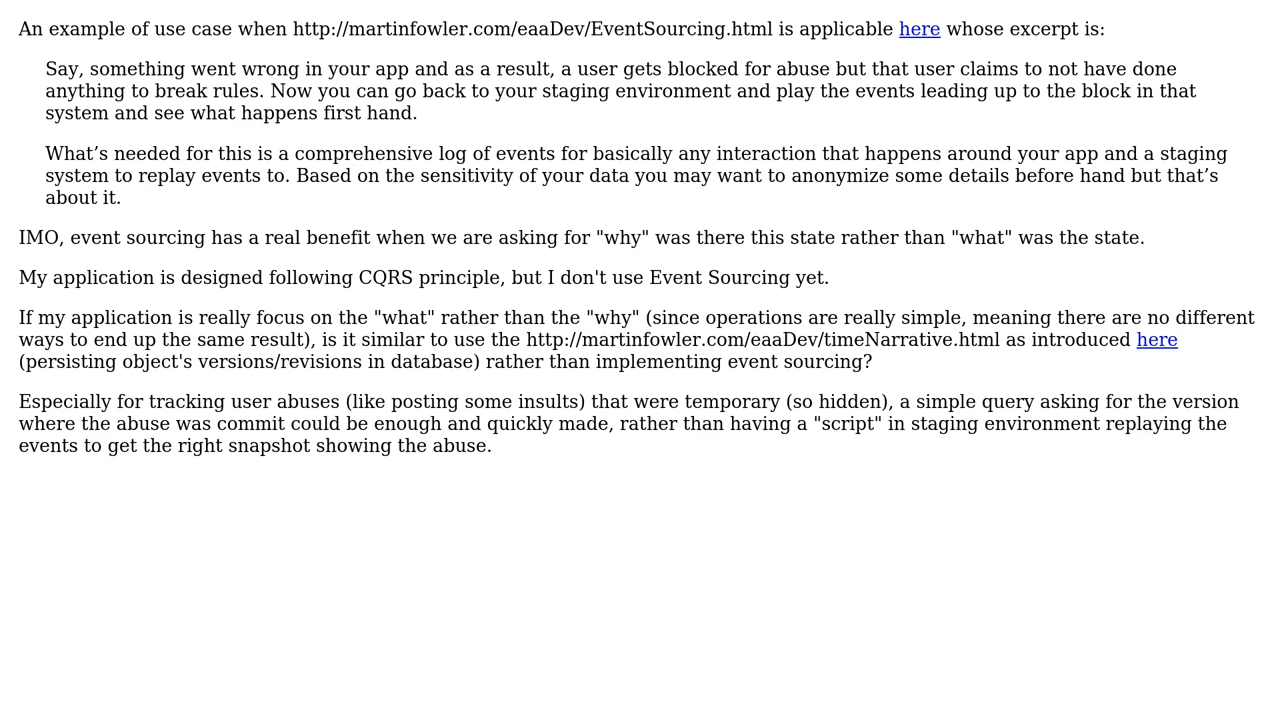 An example of use case when http://martinfowler.com/eaaDev/EventSourcing.html is applicable here whose excerpt is:
Say, something went wrong in your app and as a result, a user gets blocked for abuse but that user claims to not have done
anything to break rules. Now you can go back to your staging environment and play the events leading up to the block in that
system and see what happens first hand.
What’s needed for this is a comprehensive log of events for basically any interaction that happens around your app and a staging
system to replay events to. Based on the sensitivity of your data you may want to anonymize some details before hand but that’s
about it.
IMO, event sourcing has a real benefit when we are asking for "why" was there this state rather than "what" was the state.
My application is designed following CQRS principle, but I don't use Event Sourcing yet.
If my application is really focus on the "what" rather than the "why" (since operations are really simple, meaning there are no different
ways to end up the same result), is it similar to use the http://martinfowler.com/eaaDev/timeNarrative.html as introduced here
(persisting object's versions/revisions in database) rather than implementing event sourcing?
Especially for tracking user abuses (like posting some insults) that were temporary (so hidden), a simple query asking for the version
where the abuse was commit could be enough and quickly made, rather than having a "script" in staging environment replaying the
events to get the right snapshot showing the abuse.